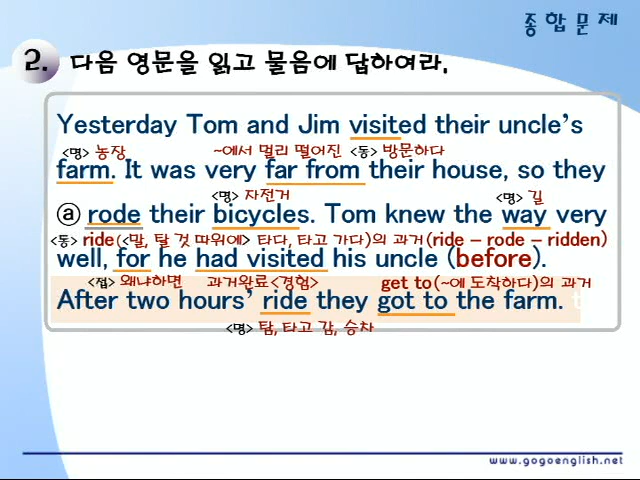 종합문제
2. 다음 영문을 읽고 물음에 답하여라.
Yesterday Tom and Jim visited their uncle's
<명> 농장 ~에서 멀리 떨어진 <동> 방문하다
farm. It was very far from their house, so they
<명> 자전거 <명> 길
ⓐ rode their bicycles. Tom knew the way very
<동> ride(<말, 탈 것 따위에> 타다, 타고 가다)의 과거(ride – rode – ridden)
well, for he had visited his uncle (before).
<접> 왜냐하면 과거완료<경험> get to(~에 도착하다)의 과거
After two hours' ride they got to the farm. t
<명> 탐, 타고 감, 승차
www.gogoenglish.net